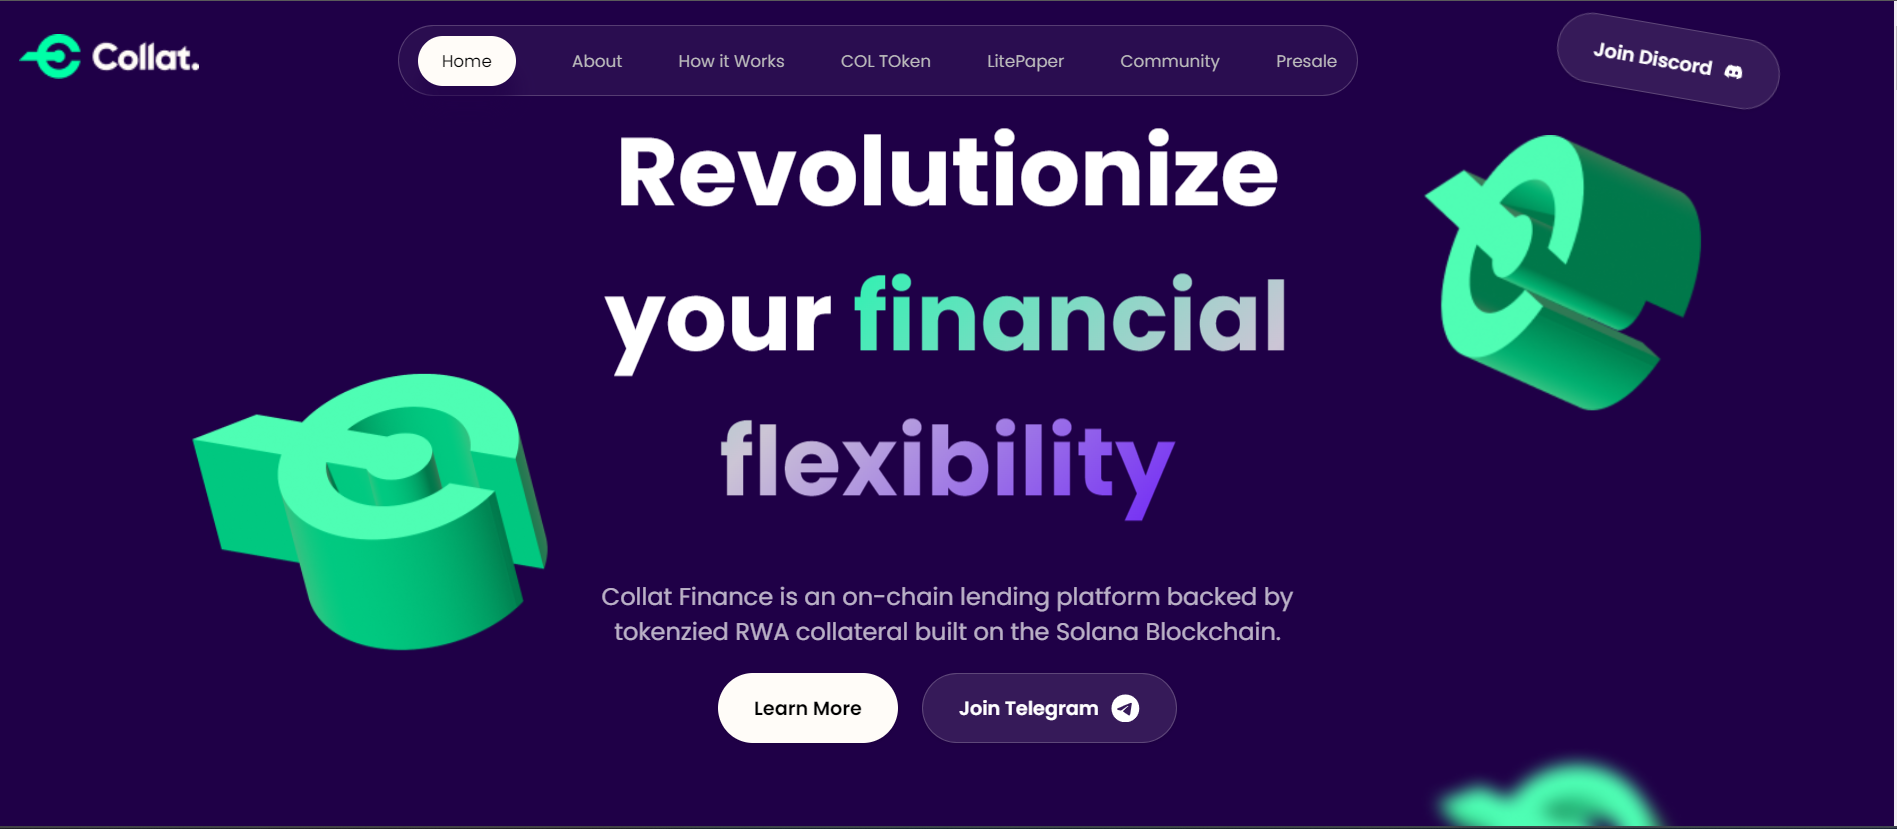 Collat.
Home
About
How it Works
COL TOken
LitePaper
Community
Presale
Join Discord
Revolutionize
your financial
flexibility
Collat Finance is an on-chain lending platform backed by
tokenzied RWA collateral built on the Solana Blockchain.
Learn More
Join Telegram